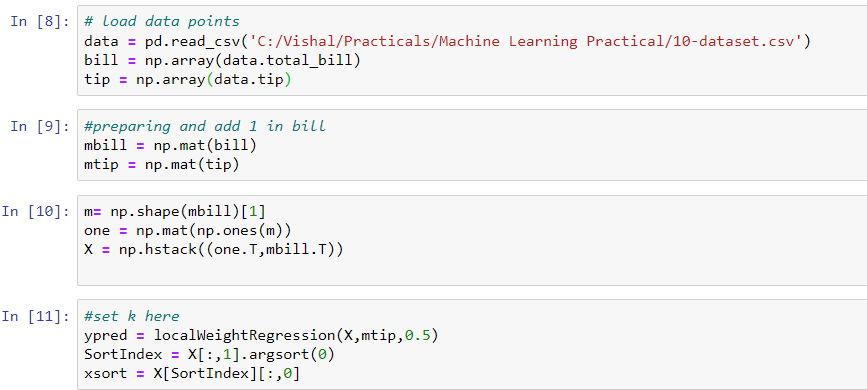 In [8]: # load data points
data = pd.read_csv('C:/Vishal/Practicals/Machine Learning Practical/10-dataset.csv')
bill = np.array(data.total_bill)
tip = np.array(data.tip)
In [9]: #preparing and add 1 in bill
mbill = np.mat(bill)
mtip = np.mat(tip)
In [10]: m= np.shape(mbill)[1]
one = np.mat(np.ones(m))
X = np.hstack((one.T,mbill.T))
In [11]: #set k here
ypred = localWeightRegression(X,mtip,0.5)
SortIndex = X[:,1].argsort(0)
xsort = X[SortIndex][:,0]